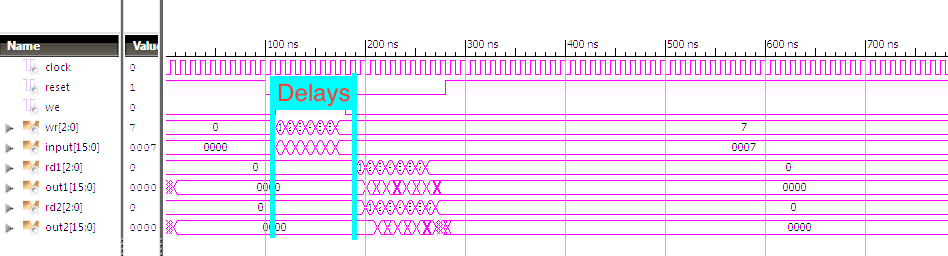 Name Value 100 ns 200 ns 300 ns 400 ns 500 ns 600 ns 700 ns
clock 0
reset 1 Delays
we 0
wr[2:0] 7 0 7
input[15:0] 0007 0000 0007
rd1[2:0] 0 0 0
out1[15:0] 0000 0000 0000
rd2[2:0] 0 0 0
out2[15:0] 0000 0000 0000